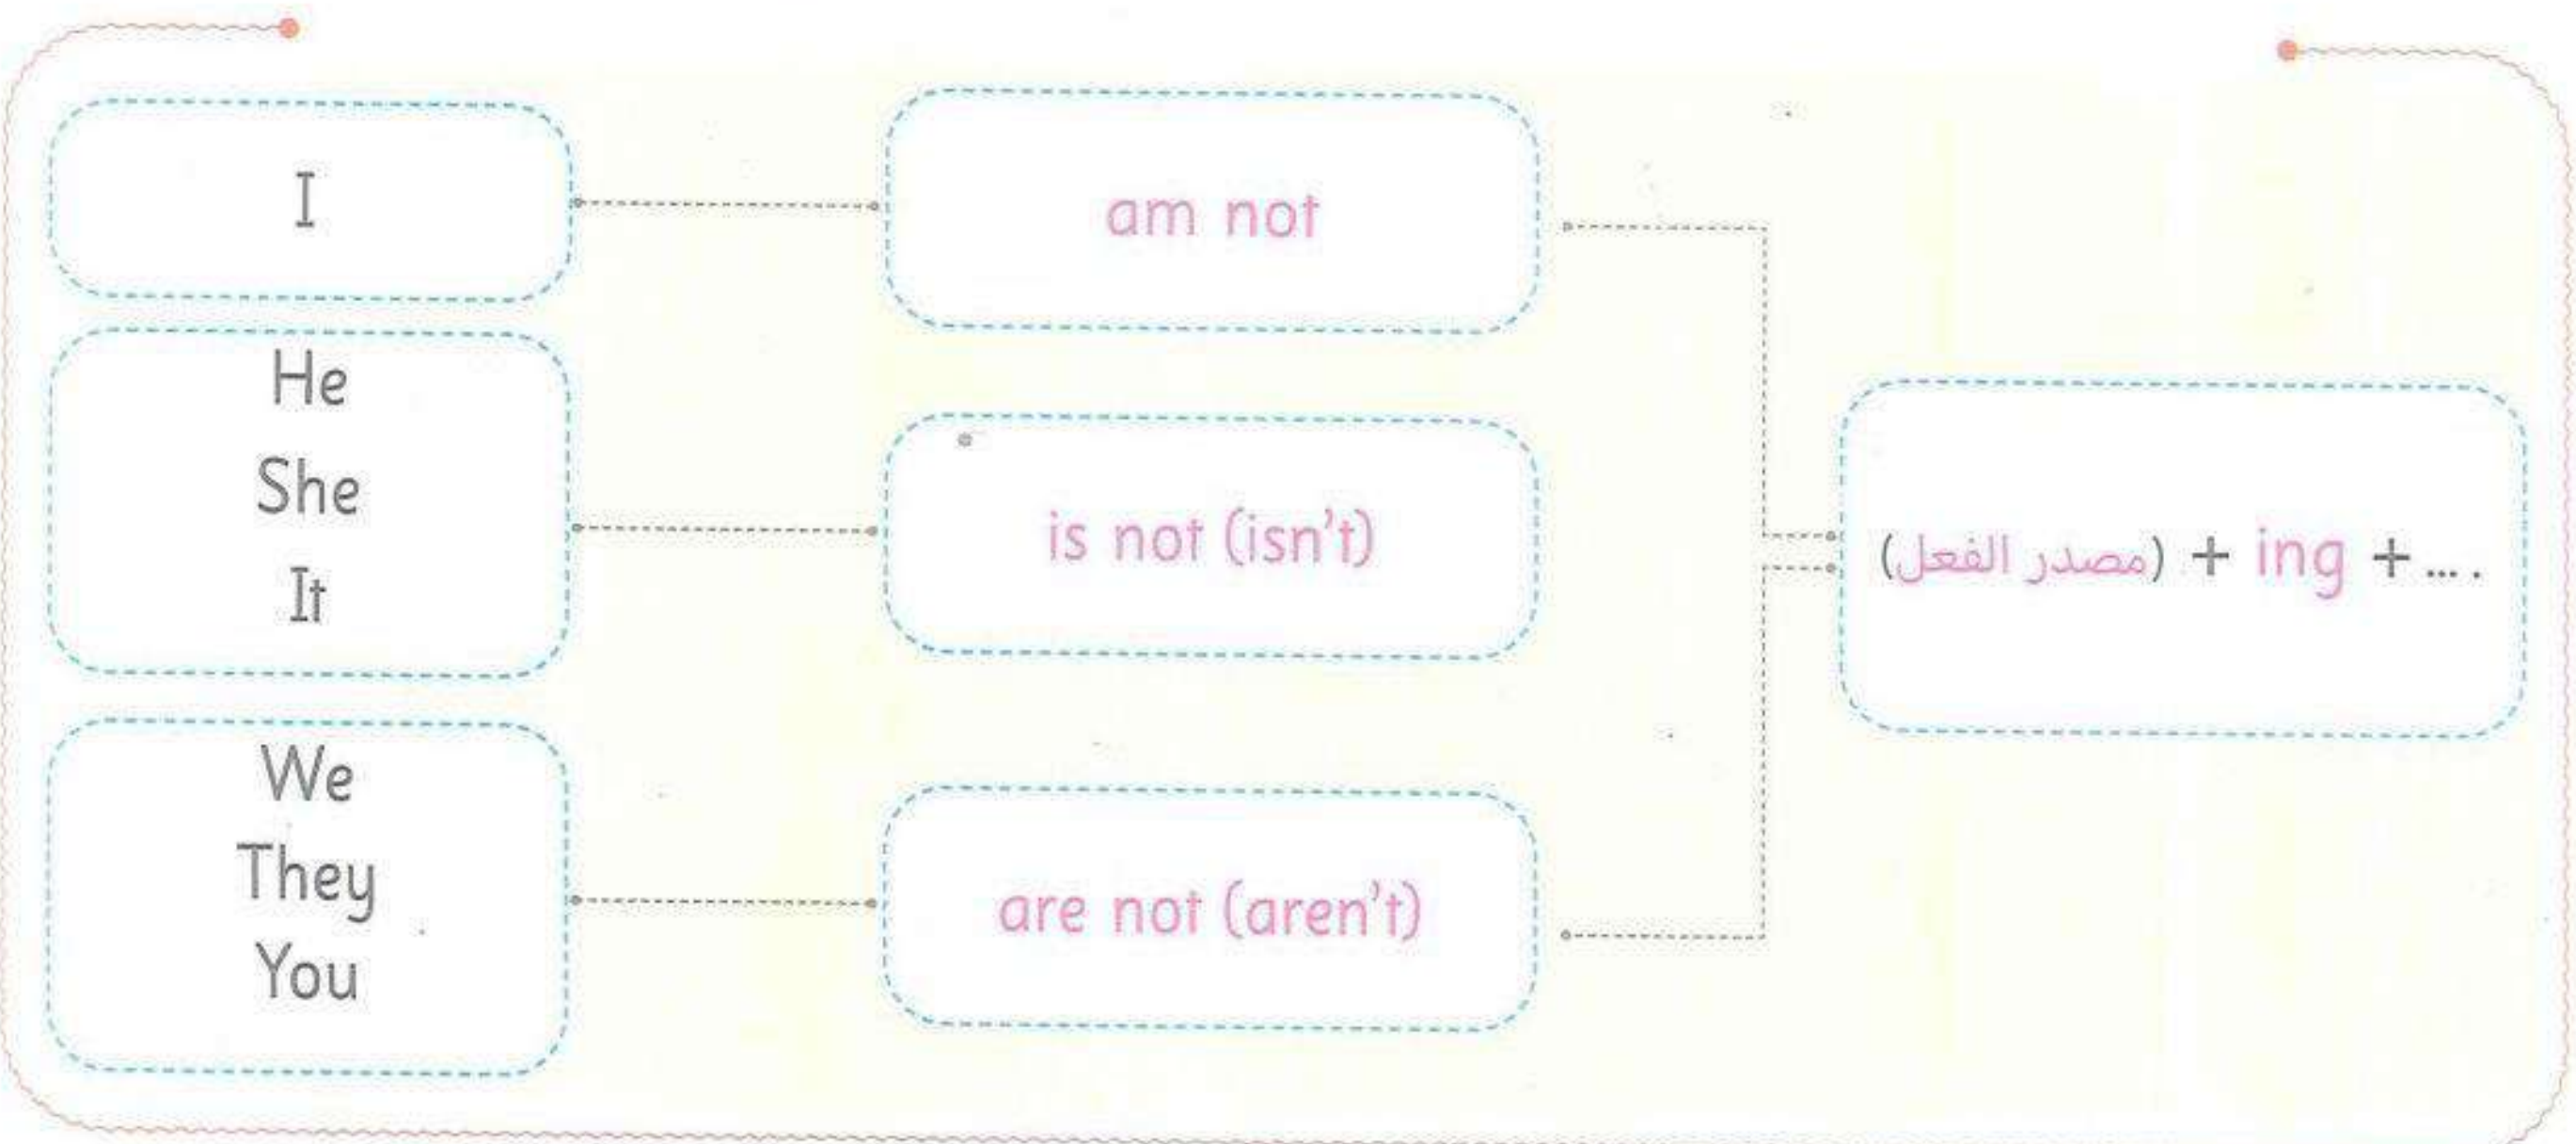 I
am not
He
She
It
is not (isn't)
(مصدر الفعل) + ing + ... .
We
They
You
are not (aren't)